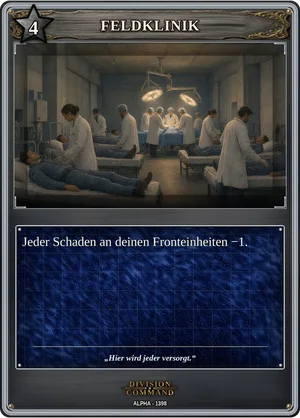 4
FELDKLINIK
Jeder Schaden an deinen Fronteinheiten −1.
„Hier wird jeder versorgt.“
DIVISION
COMMAND
ALPHA - 1398